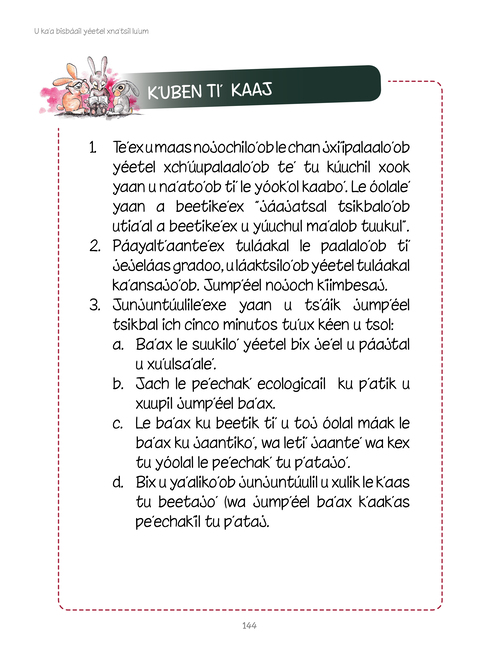 U ka'a bisbáail yéetel xna'tsil lu'um
K'UBEN TI' KAAJ
1. Te'ex u maas nojochilo'ob le chan jxi'ipalaalo'ob
yéetel xch'úupalaalo'ob te' tu kúuchil xook
yaan u na'ato'ob ti' le yóok'ol kaabo'. Le óolale'
yaan a beetike'ex "jáajatsal tsikbalo'ob
utia'al a beetike'ex u yúuchul ma'alob tuukul".
2. Páayalt'aante'ex tuláakal le paalalo'ob ti'
jejeláas gradoo, u láaktsilo'ob yéetel tuláakal
ka'ansajo'ob. Jump'éel nojoch k'iimbesaj.
3. Junjuntúulile'exe yaan u ts'áik jump'éel
tsikbal ich cinco minutos tu'ux kéen u tsol:
a. Ba'ax le suukilo' yéetel bix je'el u páajtal
u xu'ulsa'ale'.
b. Jach le pe'echak' ecologicail ku p'atik u
xuupil jump'éel ba'ax.
c. Le ba'ax ku beetik ti' u toj óolal máak le
ba'ax ku jaantiko', wa leti' jaante' wa kex
tu yóolal le pe'echak' tu p'atajo'.
d. Bix u ya'aliko'ob junjuntúulil u xulik le k'aas
tu beetajo' (wa jump'éel ba'ax k'aak'as
pe'echak'il tu p'ataj.
144